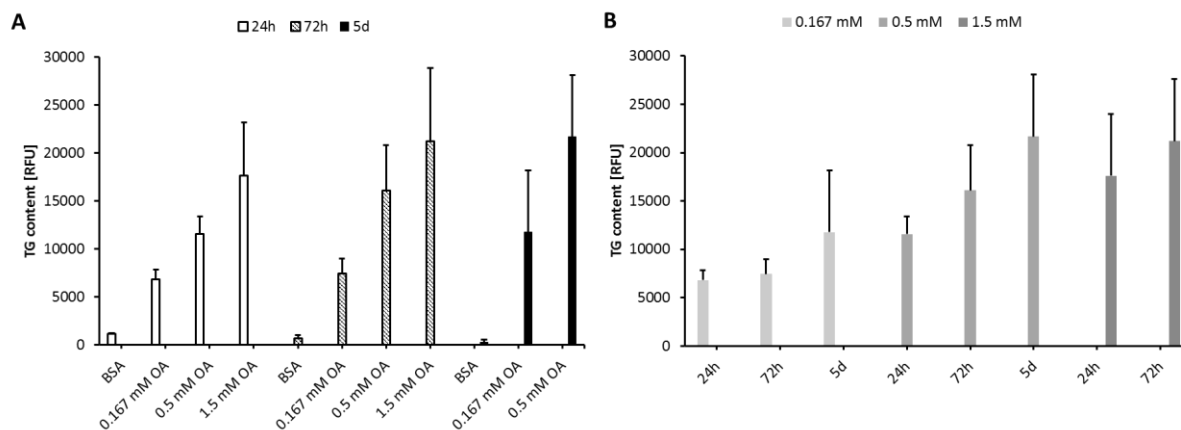 A
24h 72h 5d
TG content [RFU]
30000
25000
20000
15000
10000
5000
0
BSA
0.167 mM OA
0.5 mM OA
1.5 mM OA
BSA
0.167 mM OA
0.5 mM OA
1.5 mM OA
BSA
0.167 mM OA
0.5 mM OA
B
0.167 mM 0.5 mM 1.5 mM
TG content [RFU]
30000
25000
20000
15000
10000
5000
0
24h
72h
5d
24h
72h
5d
24h
72h